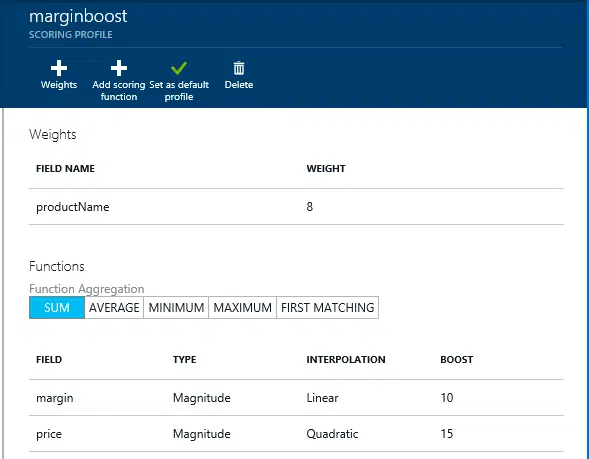 marginboost
SCORING PROFILE
Weights
Add scoring function
Set as default profile
Delete
Weights
FIELD NAME WEIGHT
productName 8
Functions
Function Aggregation
SUM AVERAGE MINIMUM MAXIMUM FIRST MATCHING
FIELD TYPE INTERPOLATION BOOST
margin Magnitude Linear 10
price Magnitude Quadratic 15